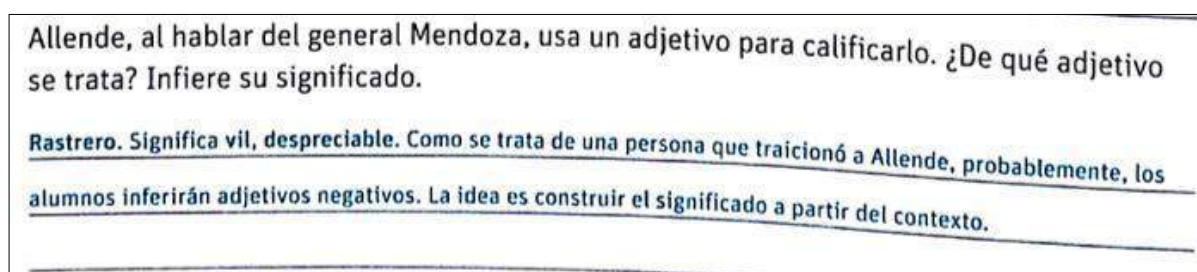 Allende, al hablar del general Mendoza, usa un adjetivo para calificarlo. ¿De qué adjetivo
se trata? Infiere su significado.
Rastrero. Significa vil, despreciable. Como se trata de una persona que traicionó a Allende, probablemente, los
alumnos inferirán adjetivos negativos. La idea es construir el significado a partir del contexto.